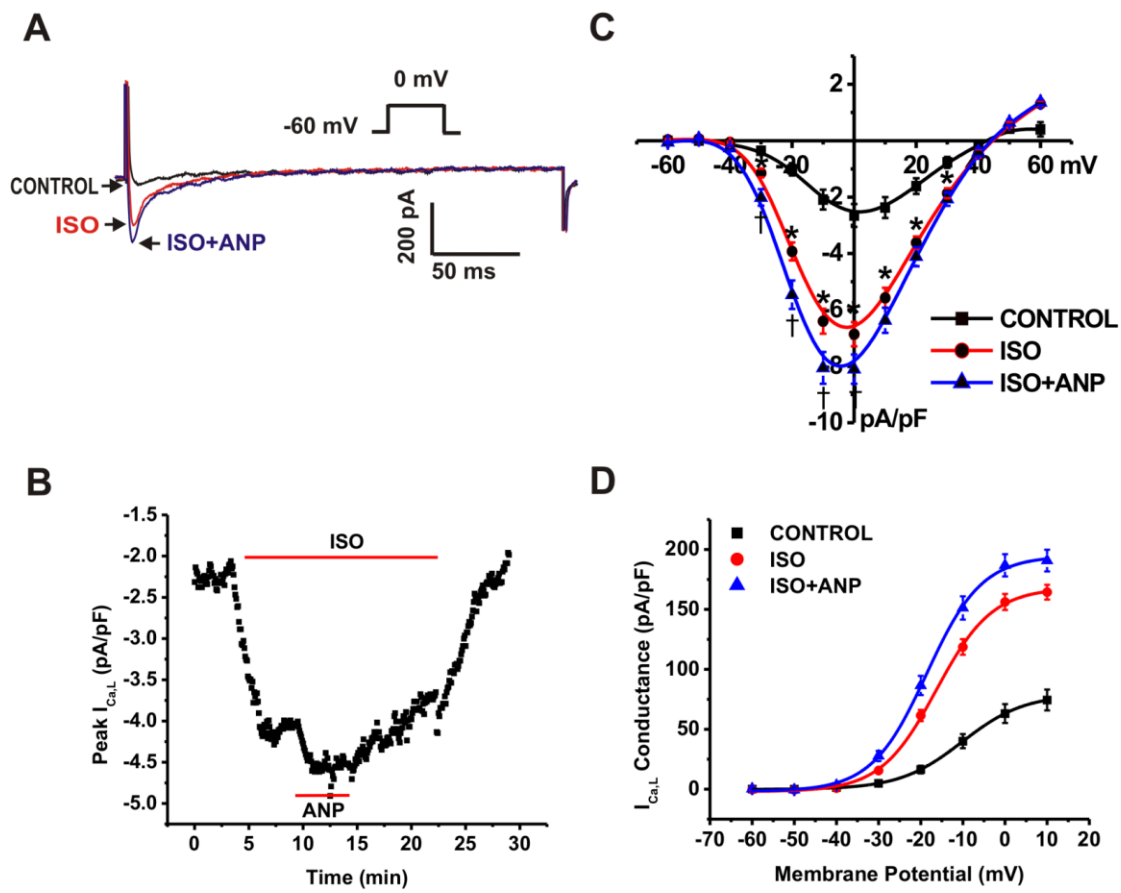 A
0 mV
-60 mV
CONTROL
ISO
ISO+ANP
200 pA
50 ms
C
2
-60
-40
-20
20
40
60 mV
-2
-4
-6
-8
-10
pA/pF
*
*
*
*
*
*
*
†
†
†
†
CONTROL
ISO
ISO+ANP
B
-1.5
-2.0
-2.5
-3.0
-3.5
-4.0
-4.5
-5.0
Peak I Ca,L (pA/pF)
ISO
ANP
0 5 10 15 20 25 30
Time (min)
D
CONTROL
ISO
ISO+ANP
200
150
100
50
0
I Ca,L Conductance (pA/pF)
-70 -60 -50 -40 -30 -20 -10 0 10 20
Membrane Potential (mV)